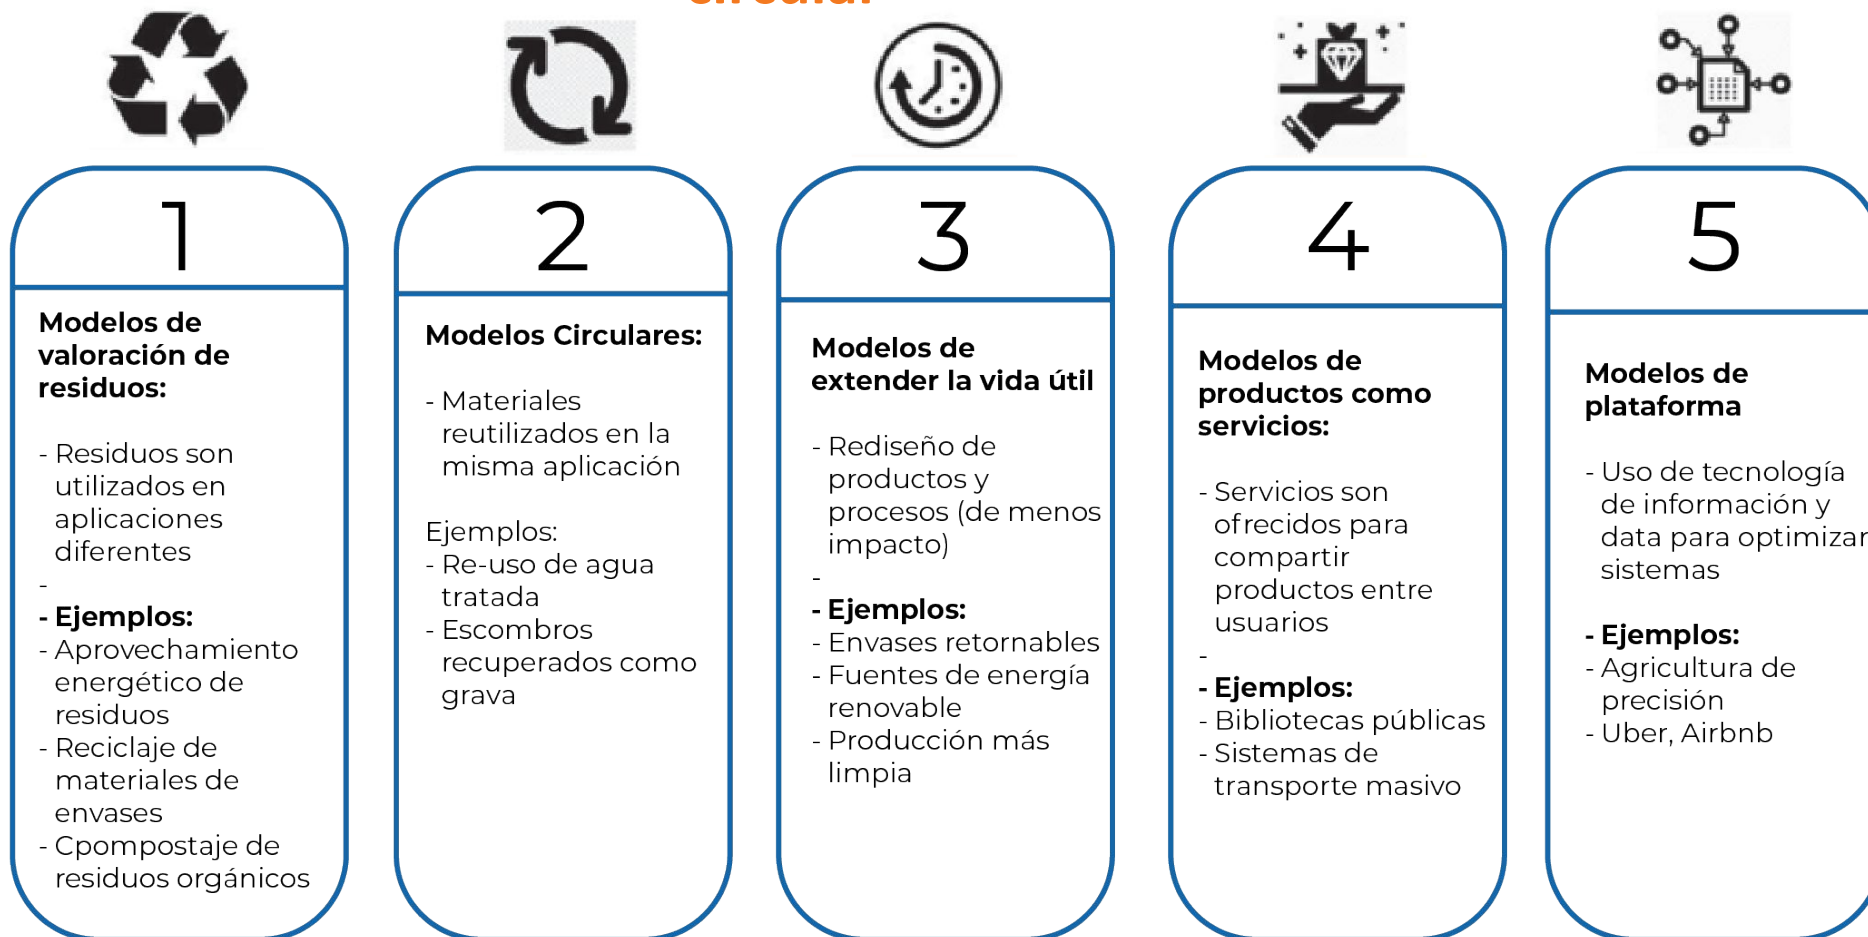 circular
1
Modelos de
valoración de
residuos:
- Residuos son
utilizados en
aplicaciones
diferentes
-
- Ejemplos:
- Aprovechamiento
energético de
residuos
- Reciclaje de
materiales de
envases
- Cpompostaje de
residuos orgánicos
2
Modelos Circulares:
- Materiales
reutilizados en la
misma aplicación
Ejemplos:
- Re-uso de agua
tratada
- Escombros
recuperados como
grava
3
Modelos de
extender la vida útil
- Rediseño de
productos y
procesos (de menos
impacto)
-
- Ejemplos:
- Envases retornables
- Fuentes de energía
renovable
- Producción más
limpia
4
Modelos de
productos como
servicios:
- Servicios son
ofrecidos para
compartir
productos entre
usuarios
-
- Ejemplos:
- Bibliotecas públicas
- Sistemas de
transporte masivo
5
Modelos de
plataforma
- Uso de tecnología
de información y
data para optimizar
sistemas
- Ejemplos:
- Agricultura de
precisión
- Uber, Airbnb